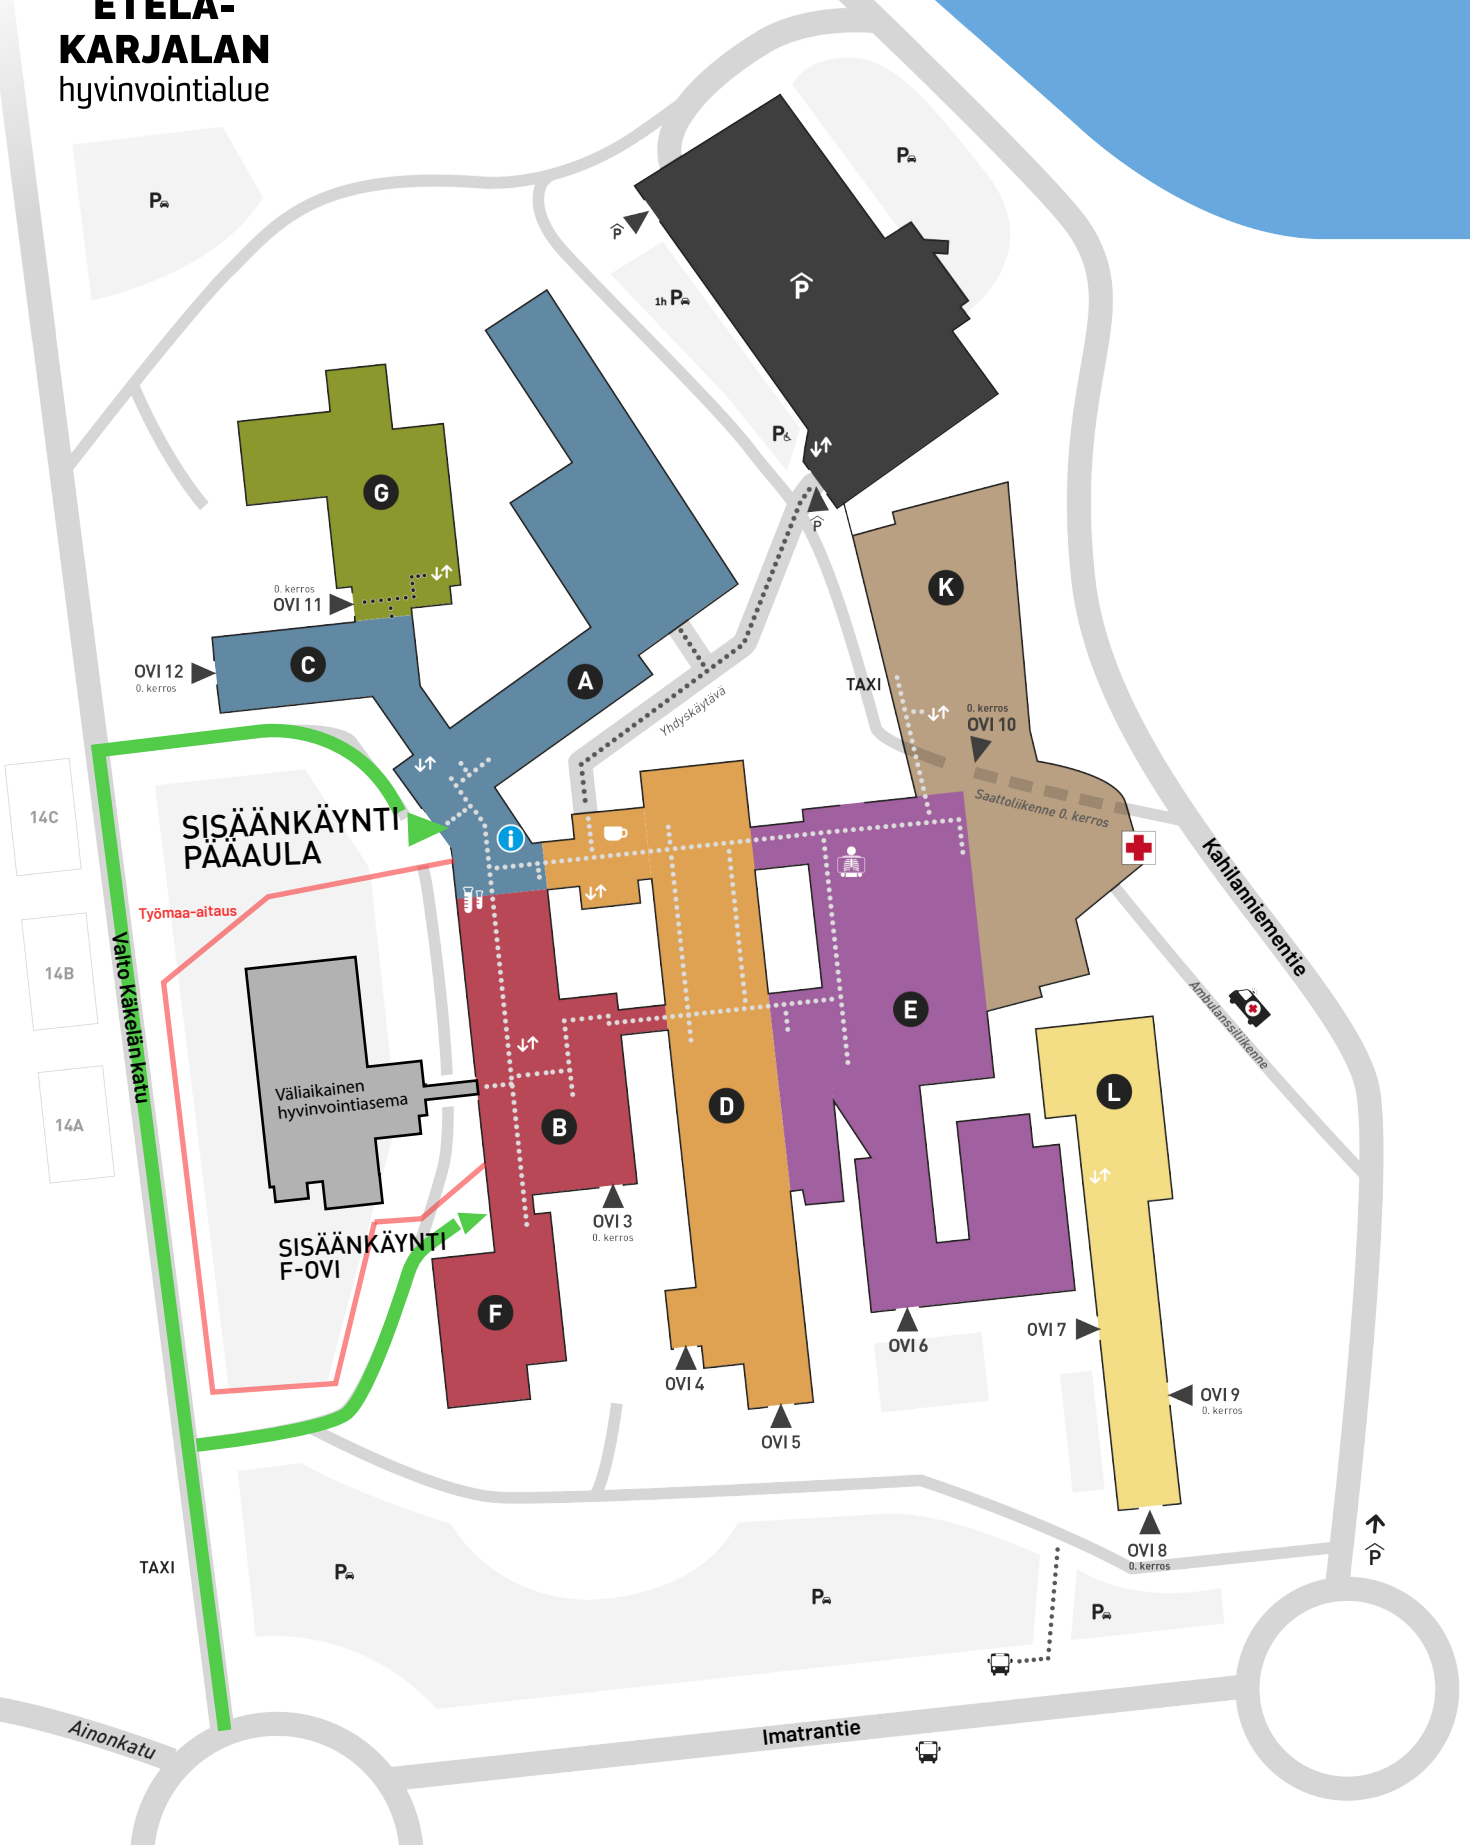 ETELÄ-
KARJALAN
hyvinvointialue
P
P
P
1h P
P
P
P
P
G
0. kerros
OVI 11
OVI 12
0. kerros
C
A
K
TAXI
0. kerros
OVI 10
Yhdyskäytävä
Saattoliikenne 0. kerros
14C
14B
14A
SISÄÄNKÄYNTI
PÄÄAULA
i
Työmaa-aitaus
Valto Käkelän katu
Kahilanniementie
Ambulanssiliikenne
Väliaikainen
hyvinvointiasema
E
L
D
B
OVI 3
0. kerros
SISÄÄNKÄYNTI
F-OVI
F
OVI 4
OVI 5
OVI 6
OVI 7
OVI 9
0. kerros
OVI 8
0. kerros
P
TAXI
P
P
P
Ainonkatu
Imatrantie